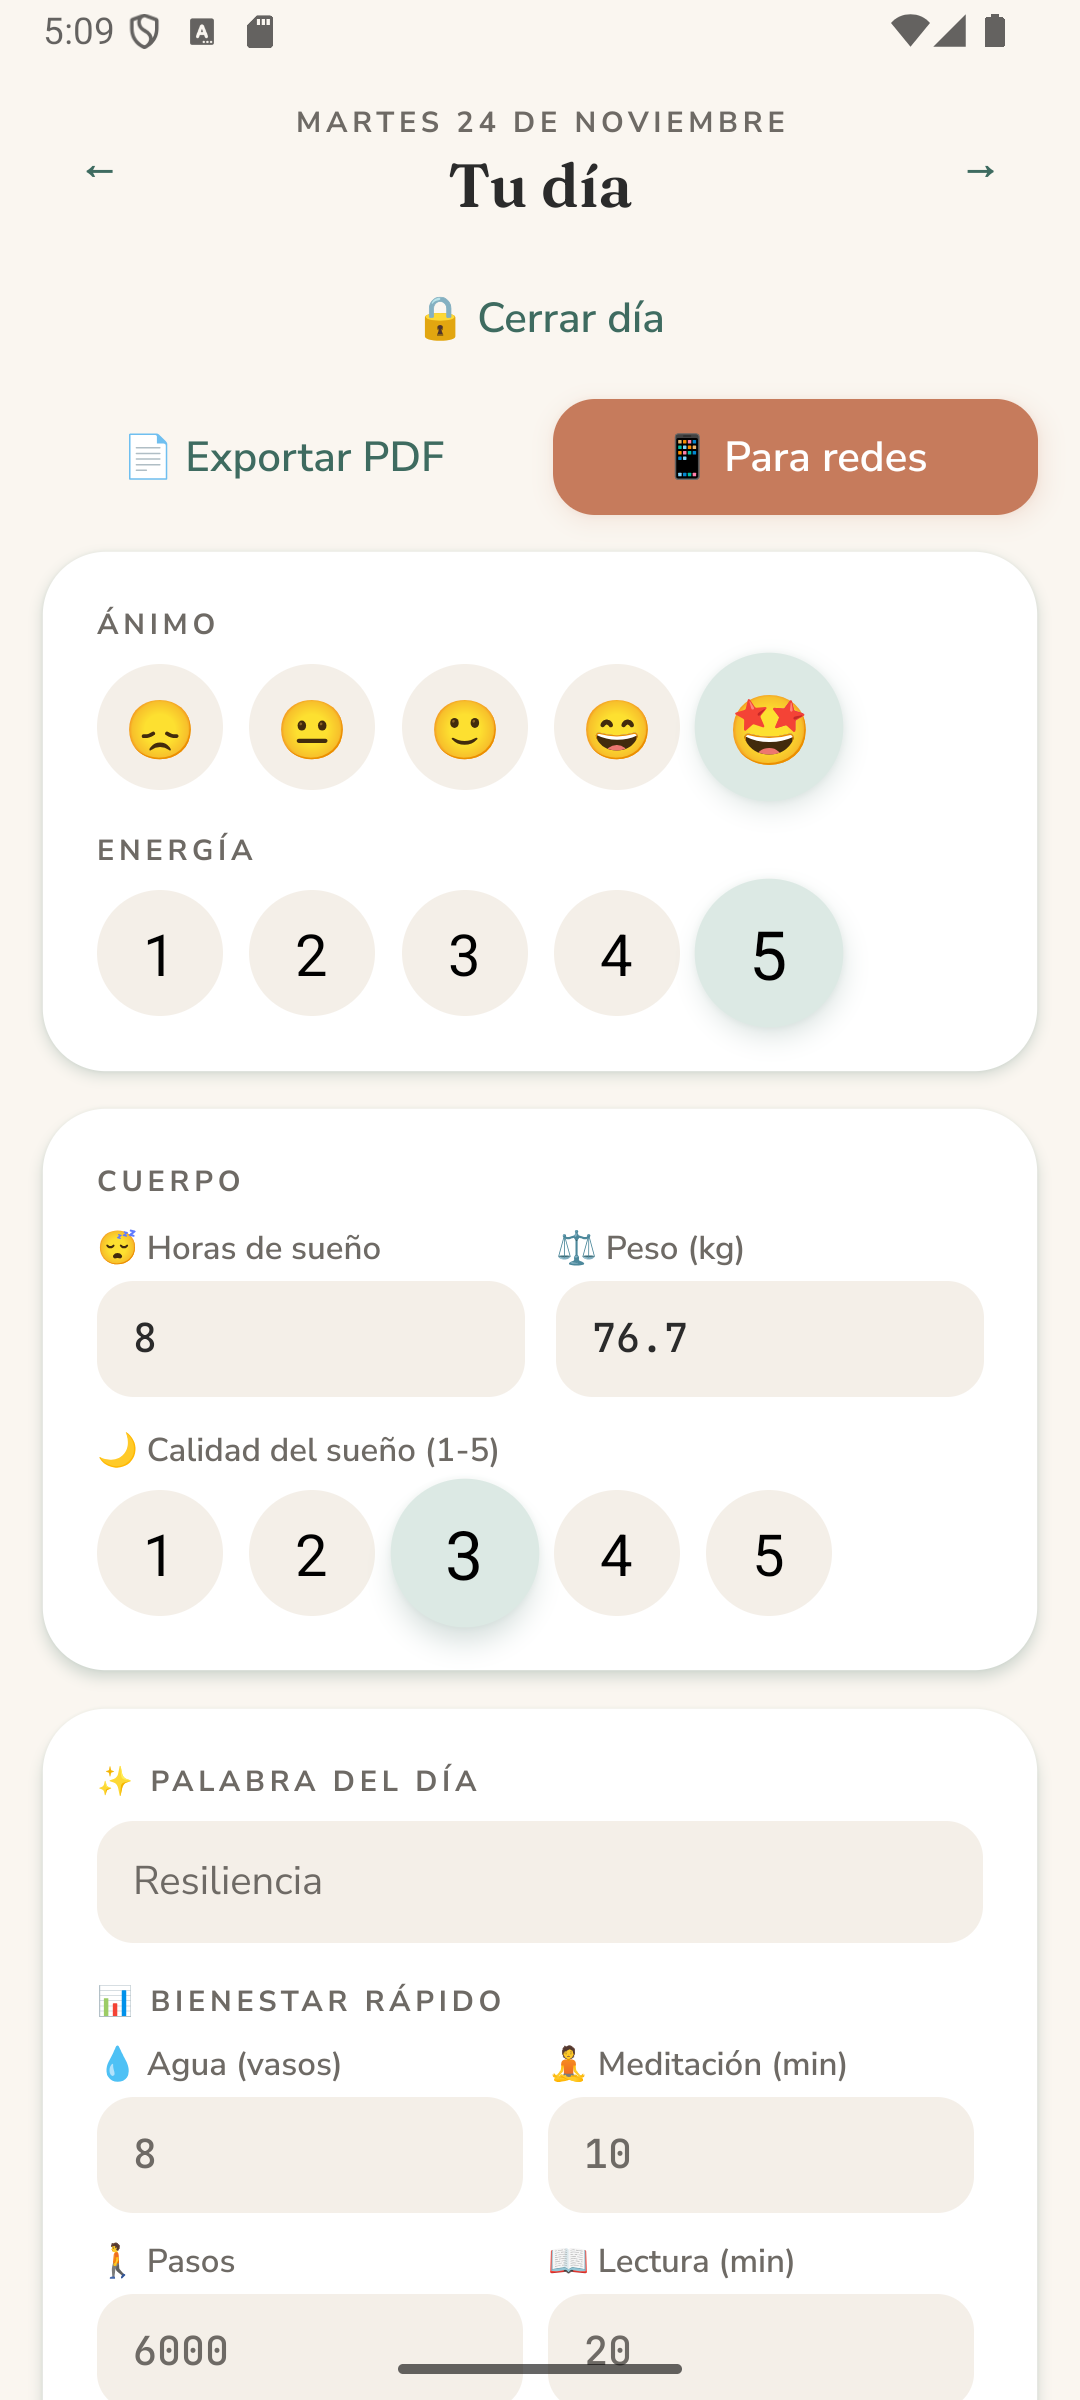 5:09
MARTES 24 DE NOVIEMBRE
← Tu día →
🔒 Cerrar día
📄 Exportar PDF
📱 Para redes
ÁNIMO
😞 😐 🙂 😄 🤩
ENERGÍA
1 2 3 4 5
CUERPO
😴 Horas de sueño
⚖️ Peso (kg)
8
76.7
🌙 Calidad del sueño (1-5)
1 2 3 4 5
✨ PALABRA DEL DÍA
Resiliencia
📊 BIENESTAR RÁPIDO
💧 Agua (vasos)
🧘 Meditación (min)
8
10
🚶 Pasos
📖 Lectura (min)
6000
20